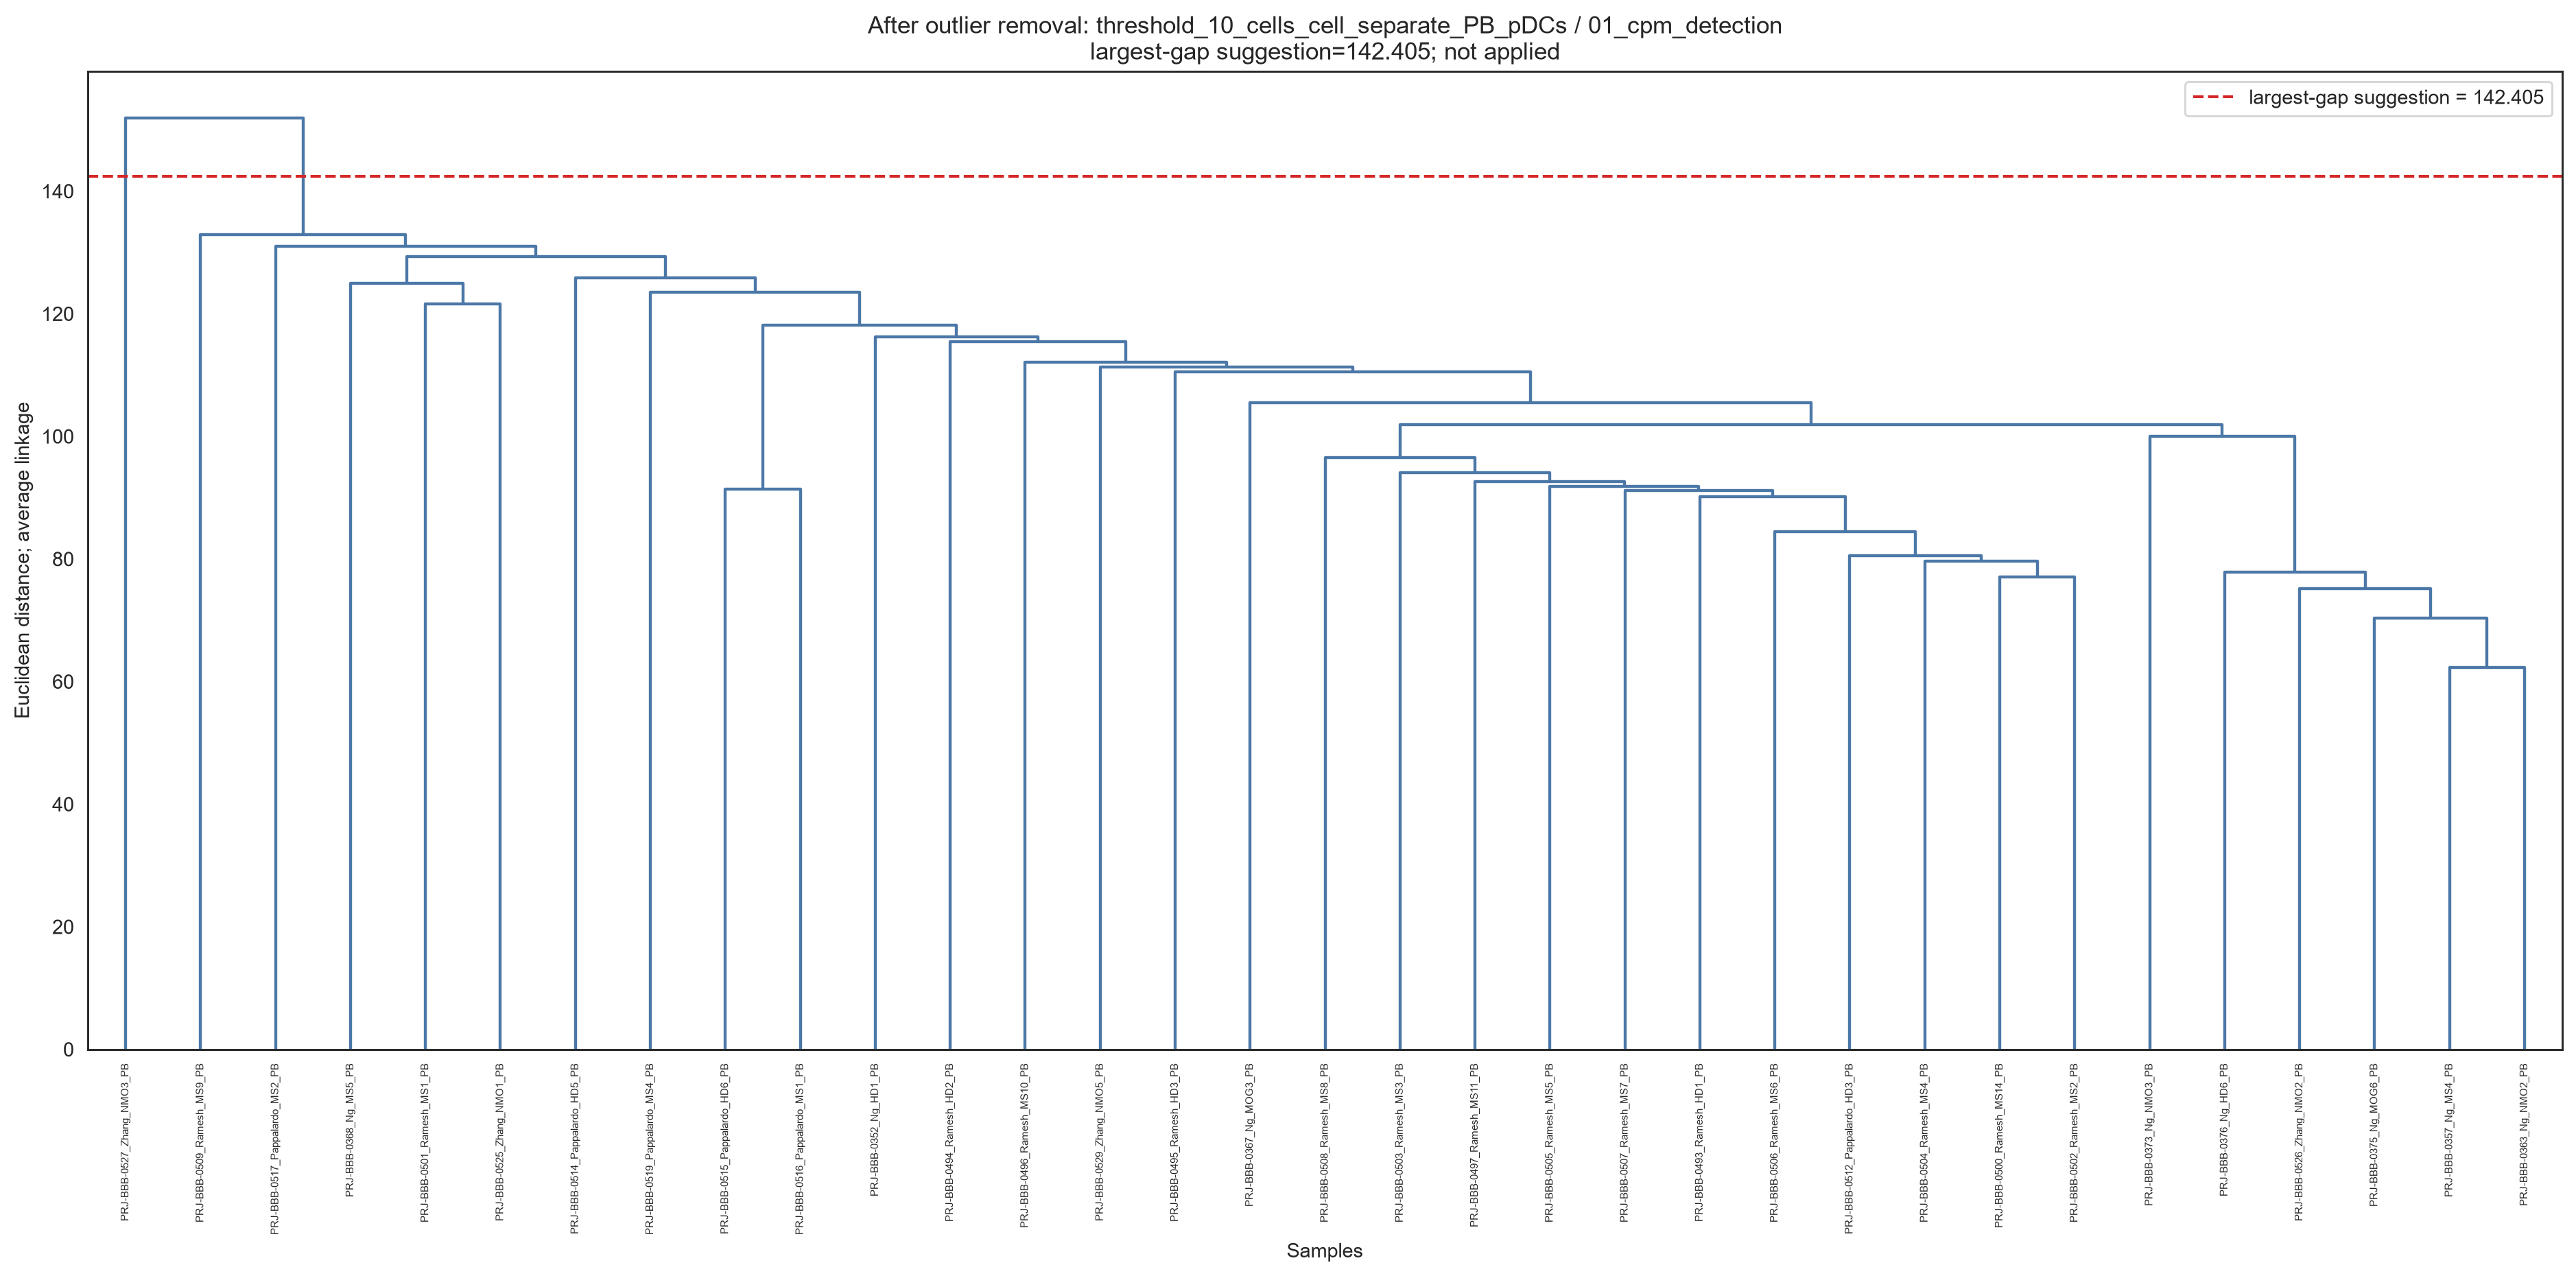 After outlier removal: threshold_10_cells_cell_separate_PB_pDCs / 01_cpm_detection
largest-gap suggestion=142.405; not applied
largest-gap suggestion = 142.405
Euclidean distance; average linkage
140
120
100
80
60
40
20
0
PRJ-BBB-0527_Zhang_NMO3_PB
PRJ-BBB-0509_Ramesh_MS9_PB
PRJ-BBB-0517_Pappalardo_MS2_PB
PRJ-BBB-0368_Ng_MS5_PB
PRJ-BBB-0501_Ramesh_MS1_PB
PRJ-BBB-0525_Zhang_NMO1_PB
PRJ-BBB-0514_Pappalardo_HD5_PB
PRJ-BBB-0519_Pappalardo_MS4_PB
PRJ-BBB-0515_Pappalardo_HD6_PB
PRJ-BBB-0516_Pappalardo_MS1_PB
PRJ-BBB-0352_Ng_HD1_PB
PRJ-BBB-0494_Ramesh_HD2_PB
PRJ-BBB-0496_Ramesh_MS10_PB
PRJ-BBB-0529_Zhang_NMO5_PB
PRJ-BBB-0495_Ramesh_HD3_PB
PRJ-BBB-0367_Ng_MOG3_PB
PRJ-BBB-0508_Ramesh_MS8_PB
PRJ-BBB-0503_Ramesh_MS3_PB
PRJ-BBB-0497_Ramesh_MS11_PB
PRJ-BBB-0505_Ramesh_MS5_PB
PRJ-BBB-0507_Ramesh_MS7_PB
PRJ-BBB-0493_Ramesh_HD1_PB
PRJ-BBB-0506_Ramesh_MS6_PB
PRJ-BBB-0512_Pappalardo_HD3_PB
PRJ-BBB-0504_Ramesh_MS4_PB
PRJ-BBB-0500_Ramesh_MS14_PB
PRJ-BBB-0502_Ramesh_MS2_PB
PRJ-BBB-0373_Ng_NMO3_PB
PRJ-BBB-0376_Ng_HD6_PB
PRJ-BBB-0526_Zhang_NMO2_PB
PRJ-BBB-0375_Ng_MOG6_PB
PRJ-BBB-0357_Ng_MS4_PB
PRJ-BBB-0363_Ng_NMO2_PB
Samples